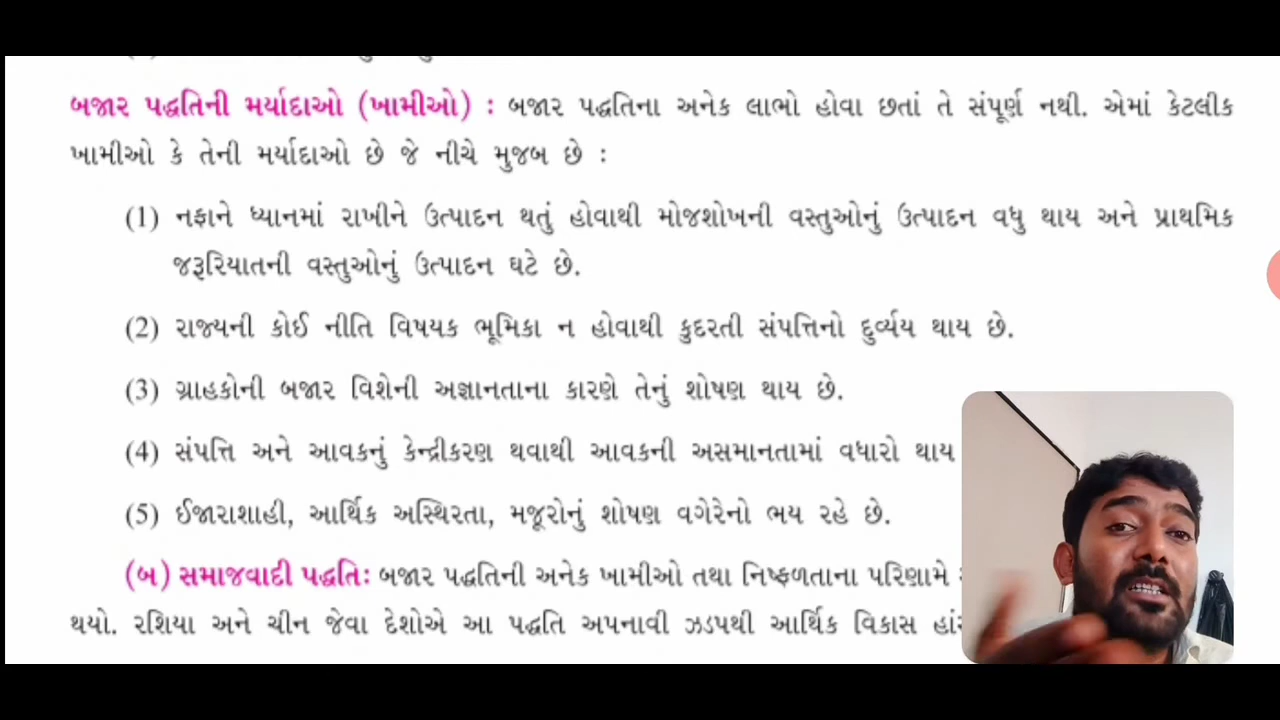 બજાર પદ્ધતિની મર્યાદાઓ (ખામીઓ) : બજાર પદ્ધતિના અનેક લાભો હોવા છતાં તે સંપૂર્ણ નથી. એમાં કેટલીક
ખામીઓ કે તેની મર્યાદાઓ છે જે નીચે મુજબ છે :
(1) નફાને ધ્યાનમાં રાખીને ઉત્પાદન થતું હોવાથી મોજશોખની વસ્તુઓનું ઉત્પાદન વધુ થાય અને પ્રાથમિક
જરૂરિયાતની વસ્તુઓનું ઉત્પાદન ઘટે છે.
(2) રાજ્યની કોઈ નીતિ વિષયક ભૂમિકા ન હોવાથી કુદરતી સંપત્તિનો દુર્વ્યય થાય છે.
(3) ગ્રાહકોની બજાર વિશેની અજ્ઞાનતાના કારણે તેનું શોષણ થાય છે.
(4) સંપત્તિ અને આવકનું કેન્દ્રીકરણ થવાથી આવકની અસમાનતામાં વધારો થાય
(5) ઈજારાશાહી, આર્થિક અસ્થિરતા, મજૂરોનું શોષણ વગેરેનો ભય રહે છે.
(બ) સમાજવાદી પદ્ધતિઃ બજાર પદ્ધતિની અનેક ખામીઓ તથા નિષ્ફળતાના પરિણામે
થયો. રશિયા અને ચીન જેવા દેશોએ આ પદ્ધતિ અપનાવી ઝડપથી આર્થિક વિકાસ